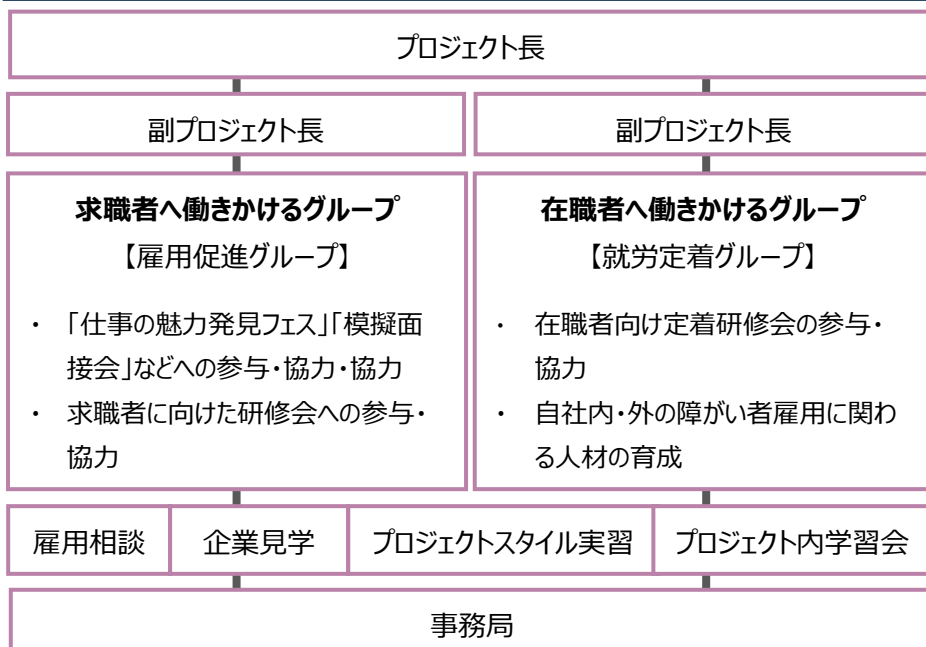 プロジェクト長
副プロジェクト長
副プロジェクト長
求職者へ働きかけるグループ
【雇用促進グループ】
・ 「仕事の魅力発見フェス」「模擬面
接会」などへの参与・協力・協力
・ 求職者に向けた研修会への参与・
協力
在職者へ働きかけるグループ
【就労定着グループ】
・ 在職者向け定着研修会の参与・
協力
・ 自社内・外の障がい者雇用に関わ
る人材の育成
雇用相談
企業見学
プロジェクトスタイル実習
プロジェクト内学習会
事務局